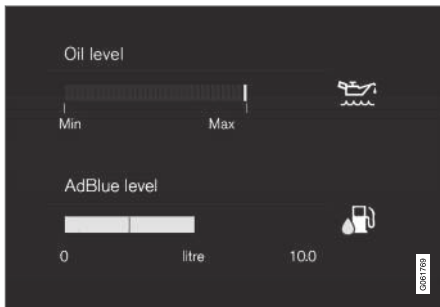 Oil level
Min Max
AdBlue level
0 litre 10.0
G061769